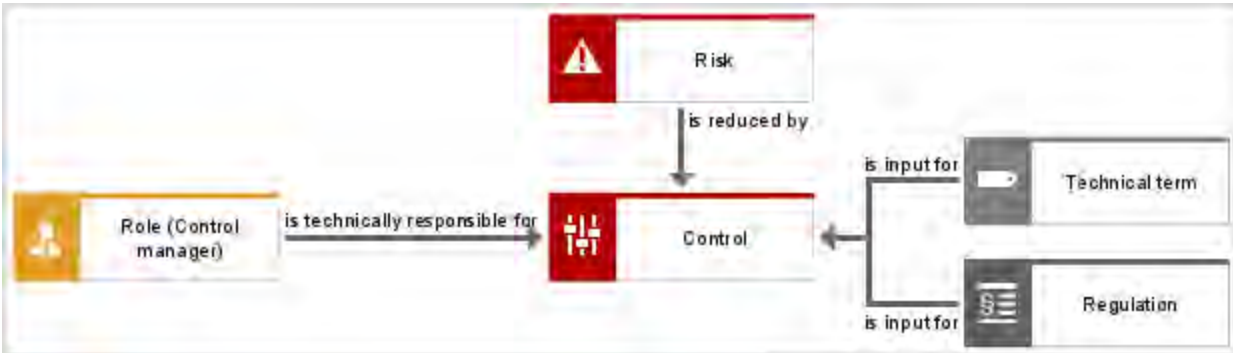 Risk
is reduced by
is input for
Technical term
Role (Control
manager)
is technically responsible for
Control
Regulation
is input for